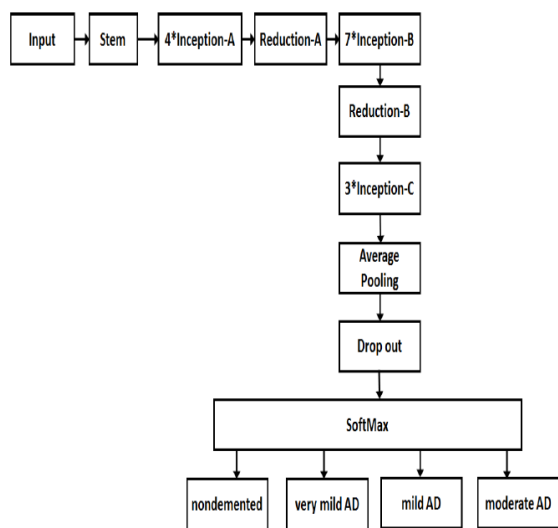 Input
Stem
4*Inception-A
Reduction-A
7*Inception-B
Reduction-B
3*Inception-C
Average
Pooling
Drop out
SoftMax
nondemented
very mild AD
mild AD
moderate AD